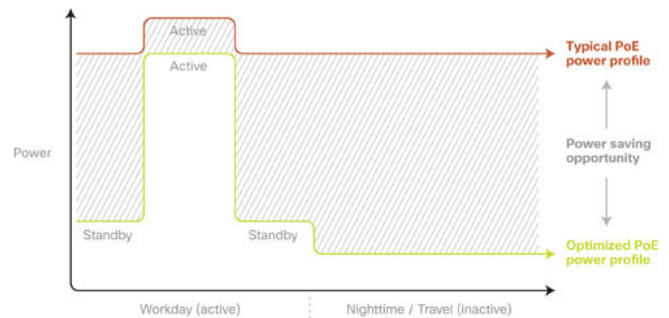 Active
Active
Typical PoE
power profile
Power
Power saving
opportunity
Standby
Standby
Optimized PoE
power profile
Workday (active)
Nighttime / Travel (inactive)